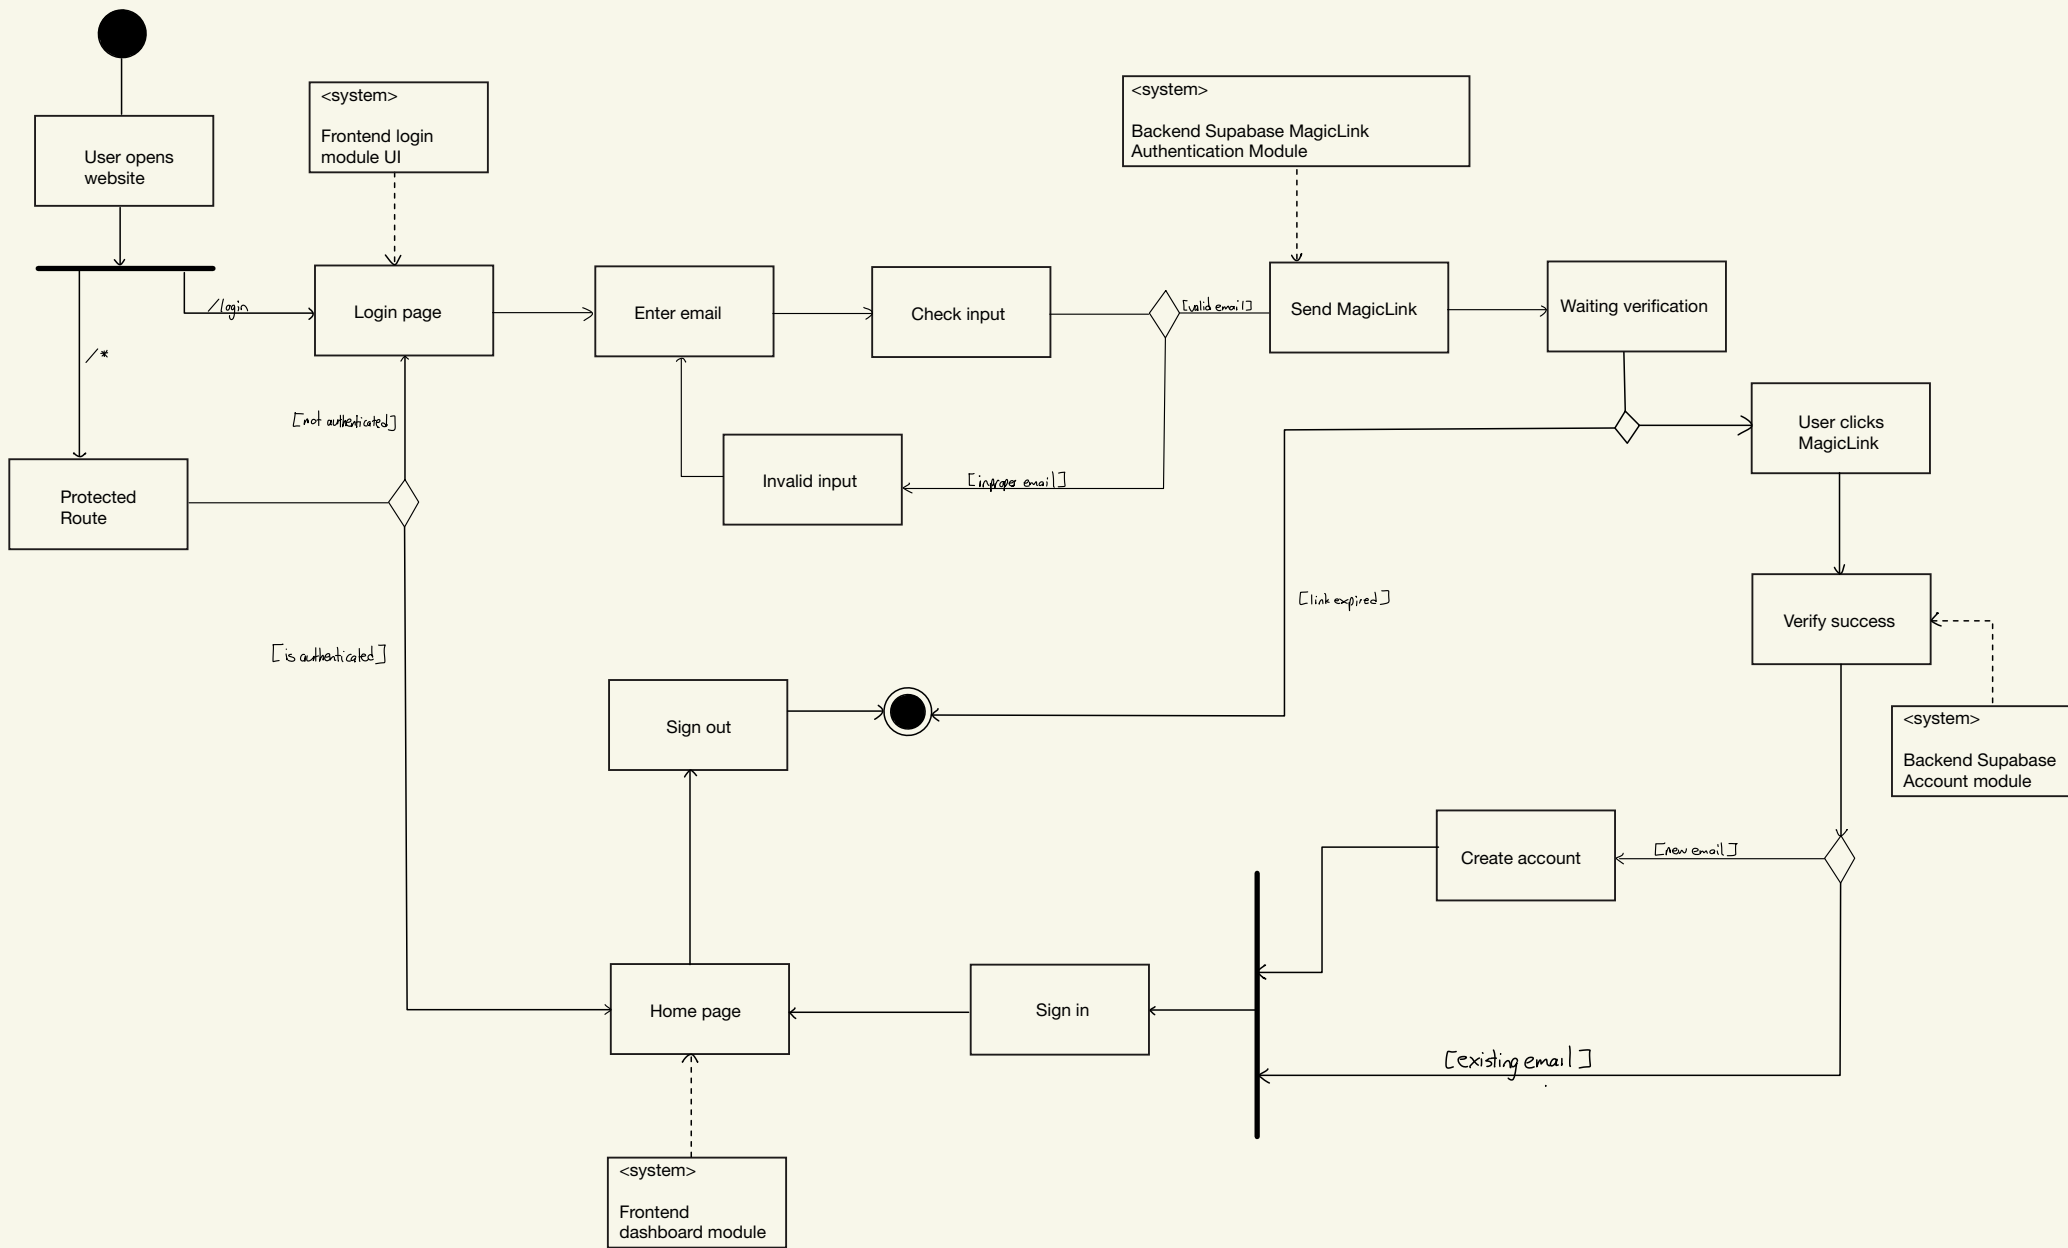 <system>
Frontend login
module UI
<system>
Backend Supabase MagicLink
Authentication Module
User opens
website
/login
Login page
Enter email
Check input
[valid email]
Send MagicLink
Waiting verification
/*
[not authenticated]
User clicks
MagicLink
Protected
Route
Invalid input
[inproper email]
[link expired]
Verify success
[is authenticated]
Sign out
<system>
Backend Supabase
Account module
Create account
[new email]
Home page
Sign in
[existing email]
<system>
Frontend
dashboard module